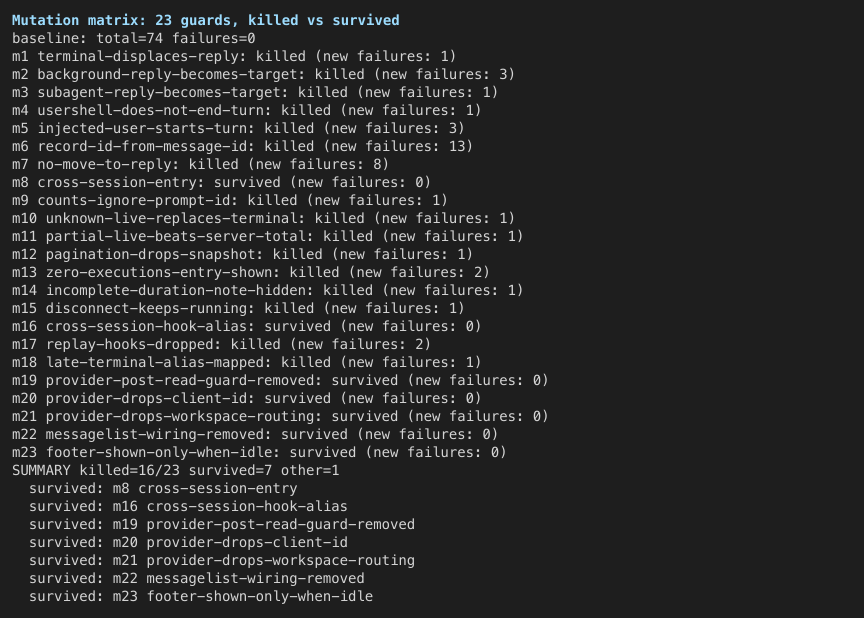 Mutation matrix: 23 guards, killed vs survived
baseline: total=74 failures=0
m1 terminal-displaces-reply: killed (new failures: 1)
m2 background-reply-becomes-target: killed (new failures: 3)
m3 subagent-reply-becomes-target: killed (new failures: 1)
m4 usershell-does-not-end-turn: killed (new failures: 1)
m5 injected-user-starts-turn: killed (new failures: 3)
m6 record-id-from-message-id: killed (new failures: 13)
m7 no-move-to-reply: killed (new failures: 8)
m8 cross-session-entry: survived (new failures: 0)
m9 counts-ignore-prompt-id: killed (new failures: 1)
m10 unknown-live-replaces-terminal: killed (new failures: 1)
m11 partial-live-beats-server-total: killed (new failures: 1)
m12 pagination-drops-snapshot: killed (new failures: 1)
m13 zero-executions-entry-shown: killed (new failures: 2)
m14 incomplete-duration-note-hidden: killed (new failures: 1)
m15 disconnect-keeps-running: killed (new failures: 1)
m16 cross-session-hook-alias: survived (new failures: 0)
m17 replay-hooks-dropped: killed (new failures: 2)
m18 late-terminal-alias-mapped: killed (new failures: 1)
m19 provider-post-read-guard-removed: survived (new failures: 0)
m20 provider-drops-client-id: survived (new failures: 0)
m21 provider-drops-workspace-routing: survived (new failures: 0)
m22 messagelist-wiring-removed: survived (new failures: 0)
m23 footer-shown-only-when-idle: survived (new failures: 0)
SUMMARY killed=16/23 survived=7 other=1
survived: m8 cross-session-entry
survived: m16 cross-session-hook-alias
survived: m19 provider-post-read-guard-removed
survived: m20 provider-drops-client-id
survived: m21 provider-drops-workspace-routing
survived: m22 messagelist-wiring-removed
survived: m23 footer-shown-only-when-idle